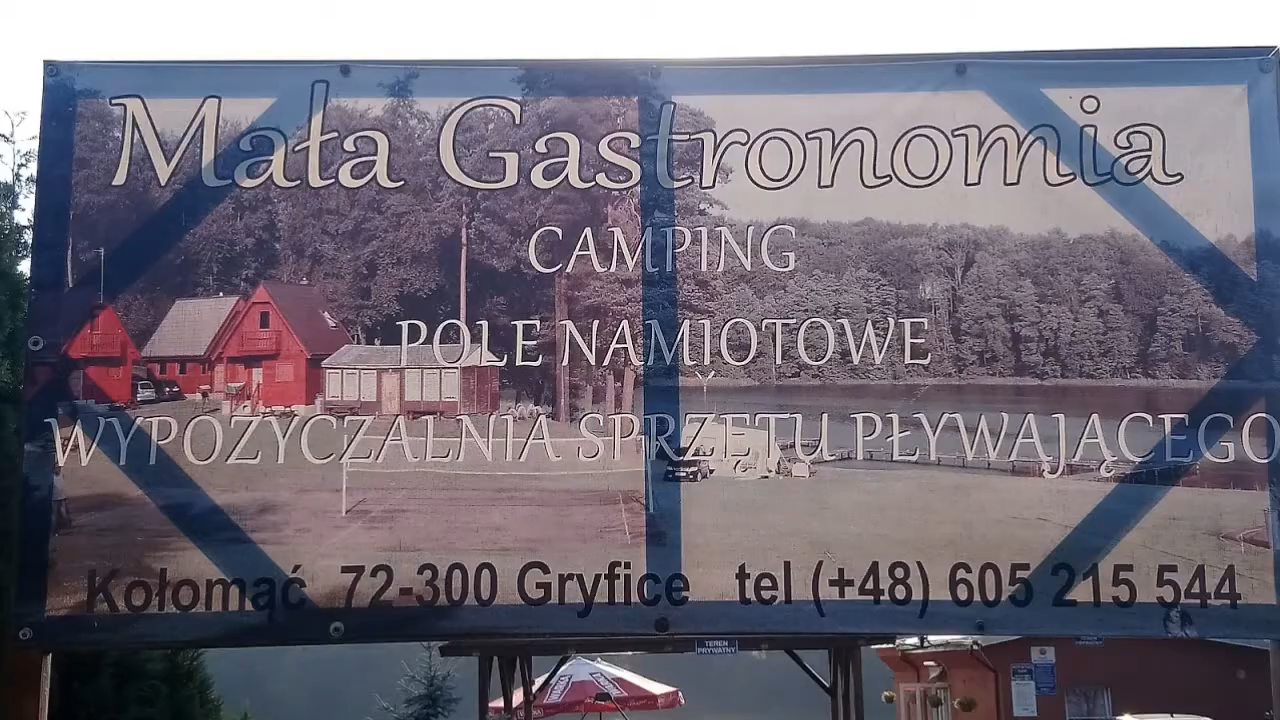 Mała Gastronomia
CAMPING
POLE NAMIOTOWE
WYPOŻYCZALNIA SPRZĘTU PŁYWAJĄCEGO
Kołomąć 72-300 Gryfice tel (+48) 605 215 544
TEREN
PRYWATNY